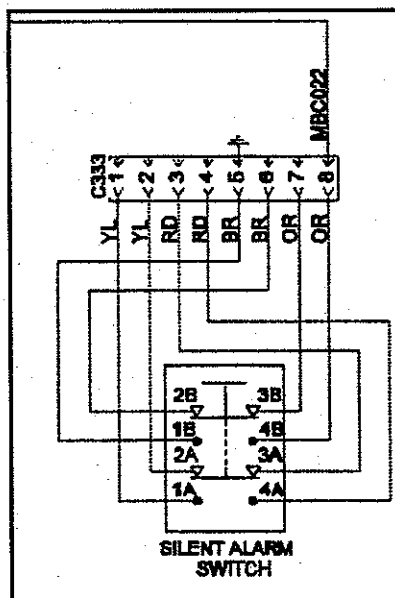 MBC022
C333
1 2 3 4 5 6 7 8
YL YL RD RD BR BR OR OR
2B 3B
1B 4B
2A 3A
1A 4A
SILENT ALARM
SWITCH